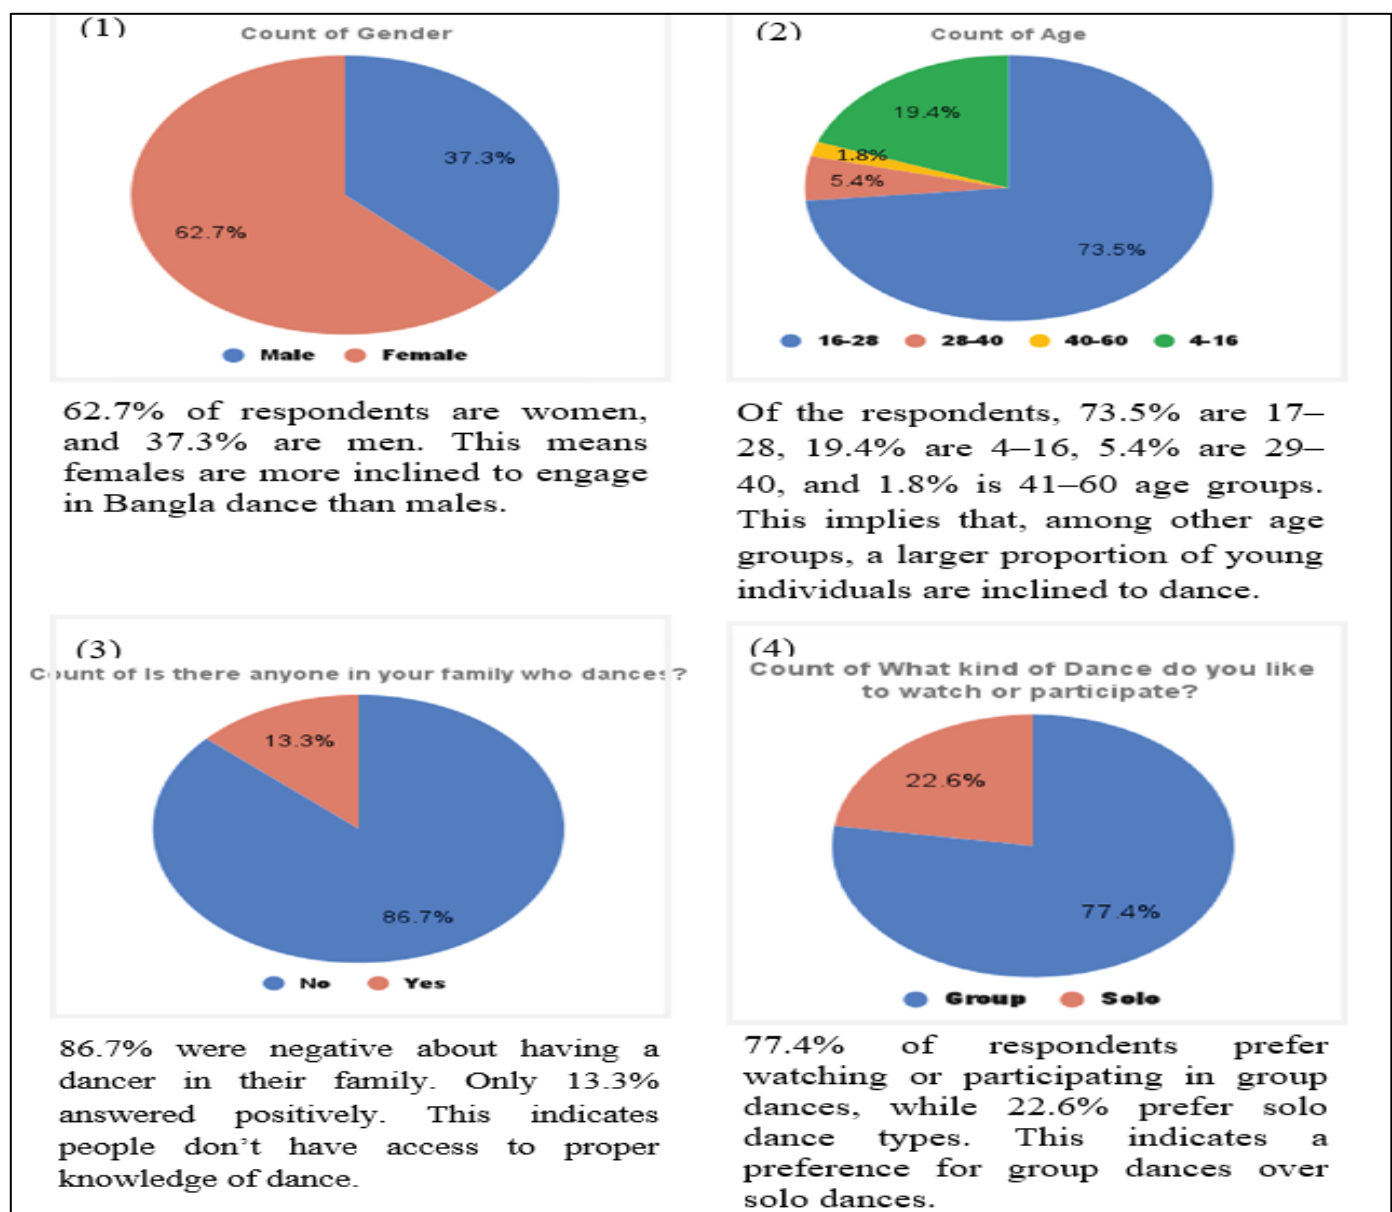 (1)
Count of Gender
37.3%
62.7%
Male Female
62.7% of respondents are women,
and 37.3% are men. This means
females are more inclined to engage
in Bangla dance than males.
(2)
Count of Age
19.4%
1.8%
5.4%
73.5%
16-28 28-40 40-60 4-16
Of the respondents, 73.5% are 17–
28, 19.4% are 4–16, 5.4% are 29–
40, and 1.8% is 41–60 age groups.
This implies that, among other age
groups, a larger proportion of young
individuals are inclined to dance.
(3)
Count of Is there anyone in your family who dances?
13.3%
86.7%
No Yes
86.7% were negative about having a
dancer in their family. Only 13.3%
answered positively. This indicates
people don’t have access to proper
knowledge of dance.
(4)
Count of What kind of Dance do you like
to watch or participate?
22.6%
77.4%
Group Solo
77.4% of respondents prefer
watching or participating in group
dances, while 22.6% prefer solo
dance types. This indicates a
preference for group dances over
solo dances.